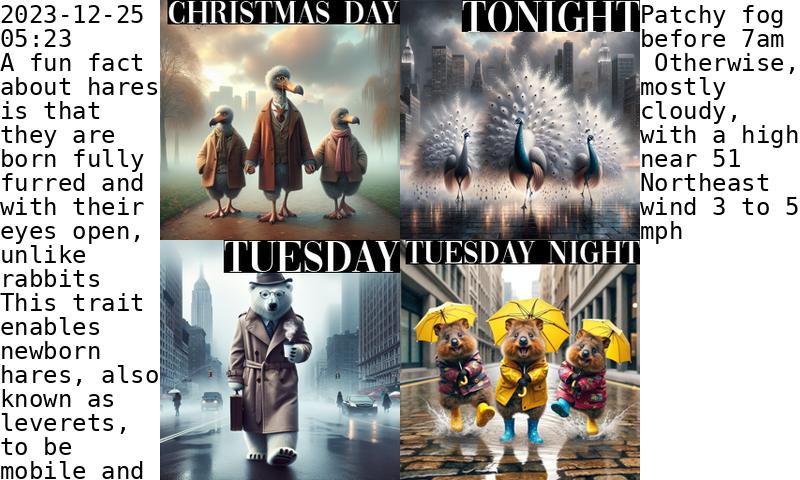 2023-12-25
05:23
A fun fact
about hares
is that
they are
born fully
furred and
with their
eyes open,
unlike
rabbits
This trait
enables
newborn
hares, also
known as
leverets,
to be
mobile and
CHRISTMAS DAY
TONIGHT
TUESDAY
TUESDAY NIGHT
Patchy fog
before 7am
Otherwise,
mostly
cloudy,
with a high
near 51
Northeast
wind 3 to 5
mph